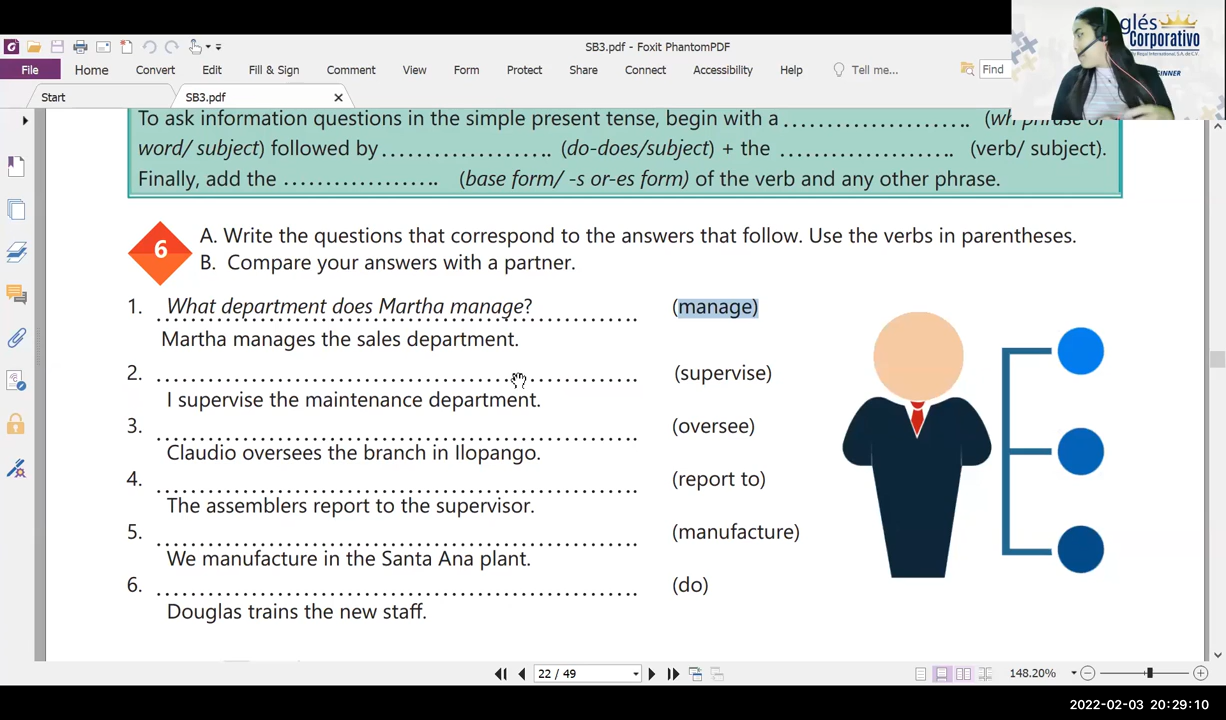 SB3.pdf - Foxit PhantomPDF
File Home Convert Edit Fill & Sign Comment View Form Protect Share Connect Accessibility Help Tell me... Find
glés
Corporativo
Start SB3.pdf
To ask information questions in the simple present tense, begin with a ...................... (wh phrase or
word/ subject) followed by ...................... (do-does/subject) + the ...................... (verb/ subject).
Finally, add the ................... (base form/ -s or-es form) of the verb and any other phrase.
6
A. Write the questions that correspond to the answers that follow. Use the verbs in parentheses.
B. Compare your answers with a partner.
1. What department does Martha manage? (manage)
Martha manages the sales department.
2. (supervise)
I supervise the maintenance department.
3. (oversee)
Claudio oversees the branch in Ilopango.
4. (report to)
The assemblers report to the supervisor.
5. (manufacture)
We manufacture in the Santa Ana plant.
6. (do)
Douglas trains the new staff.
22 / 49 148.20%
2022-02-03 20:29:10